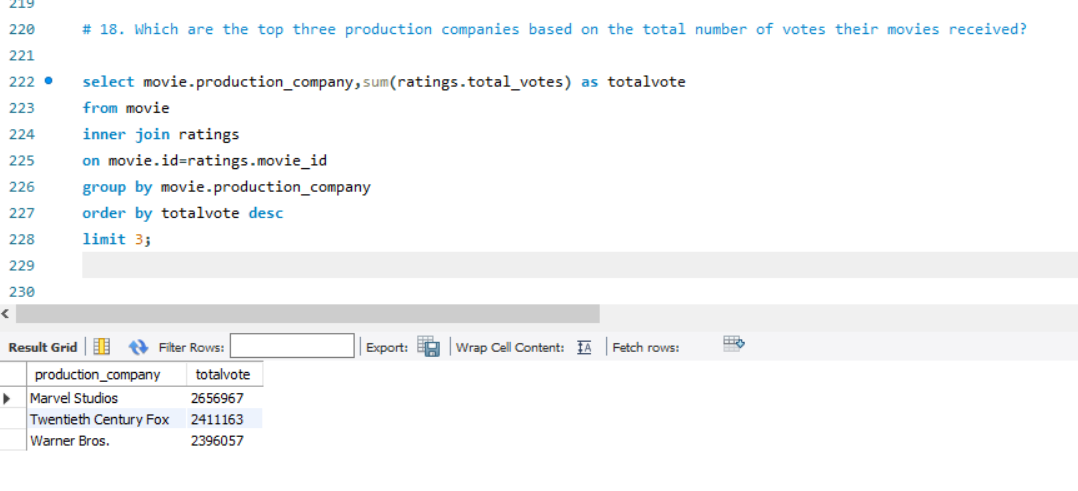 219
220 # 18. Which are the top three production companies based on the total number of votes their movies received?
221
222 select movie.production_company,sum(ratings.total_votes) as totalvote
223 from movie
224 inner join ratings
225 on movie.id=ratings.movie_id
226 group by movie.production_company
227 order by totalvote desc
228 limit 3;
229
230
Result Grid Filter Rows: Export: Wrap Cell Content: IA Fetch rows:
production_company totalvote
Marvel Studios 2656967
Twentieth Century Fox 2411163
Warner Bros. 2396057